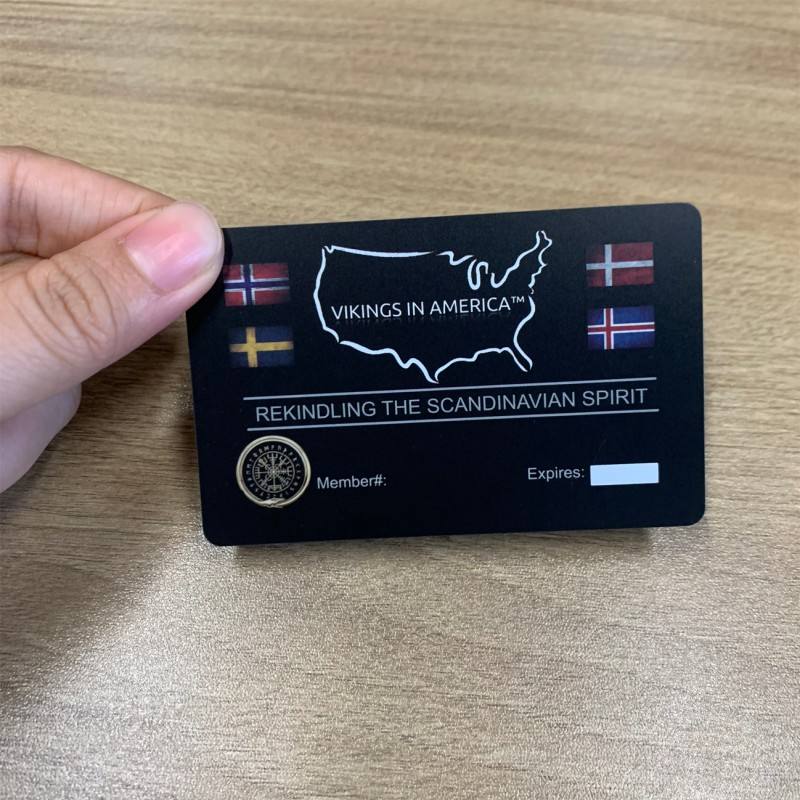 VIKINGS IN AMERICA™
REKINDLING THE SCANDINAVIAN SPIRIT
Member#:
Expires: